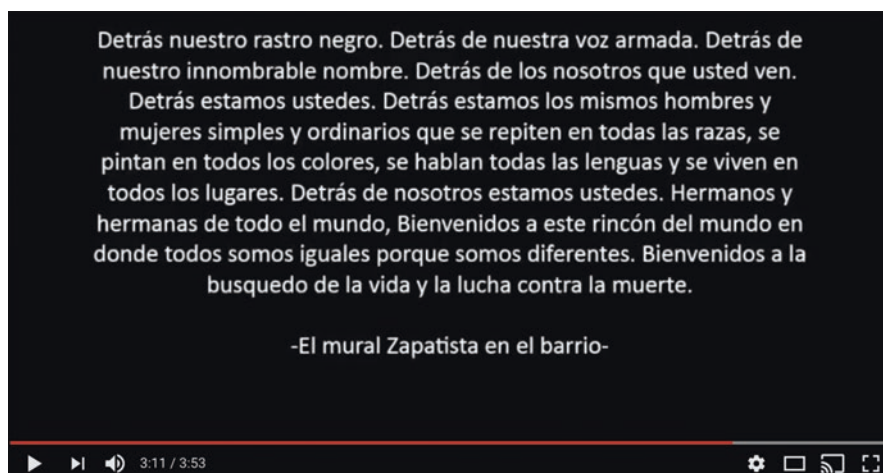 Detrás nuestro rastro negro. Detrás de nuestra voz armada. Detrás de
nuestro innombrable nombre. Detrás de los nosotros que usted ven.
Detrás estamos ustedes. Detrás estamos los mismos hombres y
mujeres simples y ordinarios que se repiten en todas las razas, se
pintan en todos los colores, se hablan todas las lenguas y se viven en
todos los lugares. Detrás de nosotros estamos ustedes. Hermanos y
hermanas de todo el mundo, Bienvenidos a este rincón del mundo en
donde todos somos iguales porque somos diferentes. Bienvenidos a la
busquedo de la vida y la lucha contra la muerte.
-El mural Zapatista en el barrio-
3:11 / 3:53